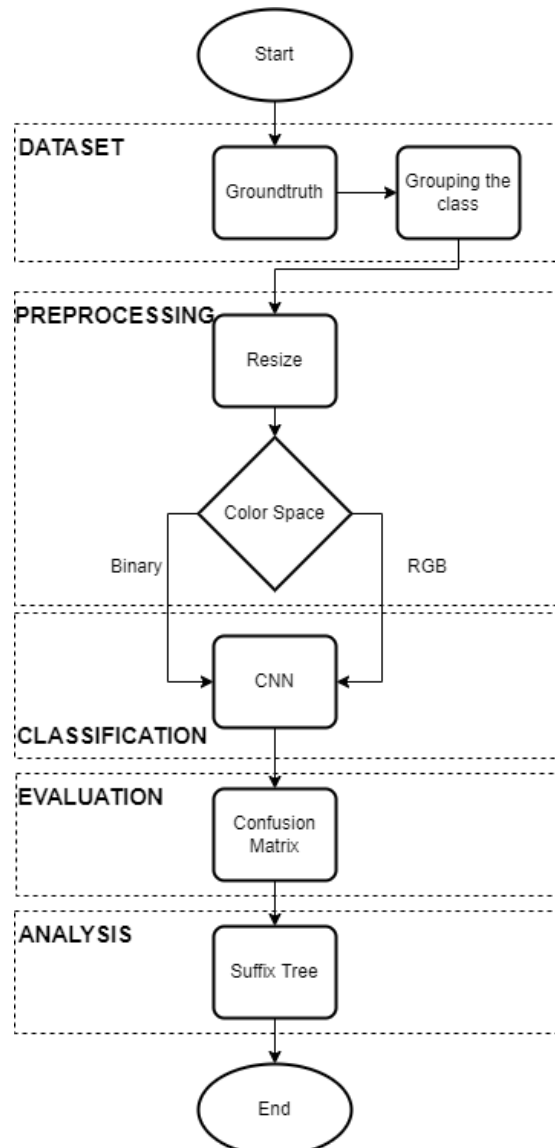 Start
DATASET
Groundtruth
Grouping the
class
PREPROCESSING
Resize
Color Space
Binary
RGB
CNN
CLASSIFICATION
EVALUATION
Confusion
Matrix
ANALYSIS
Suffix Tree
End